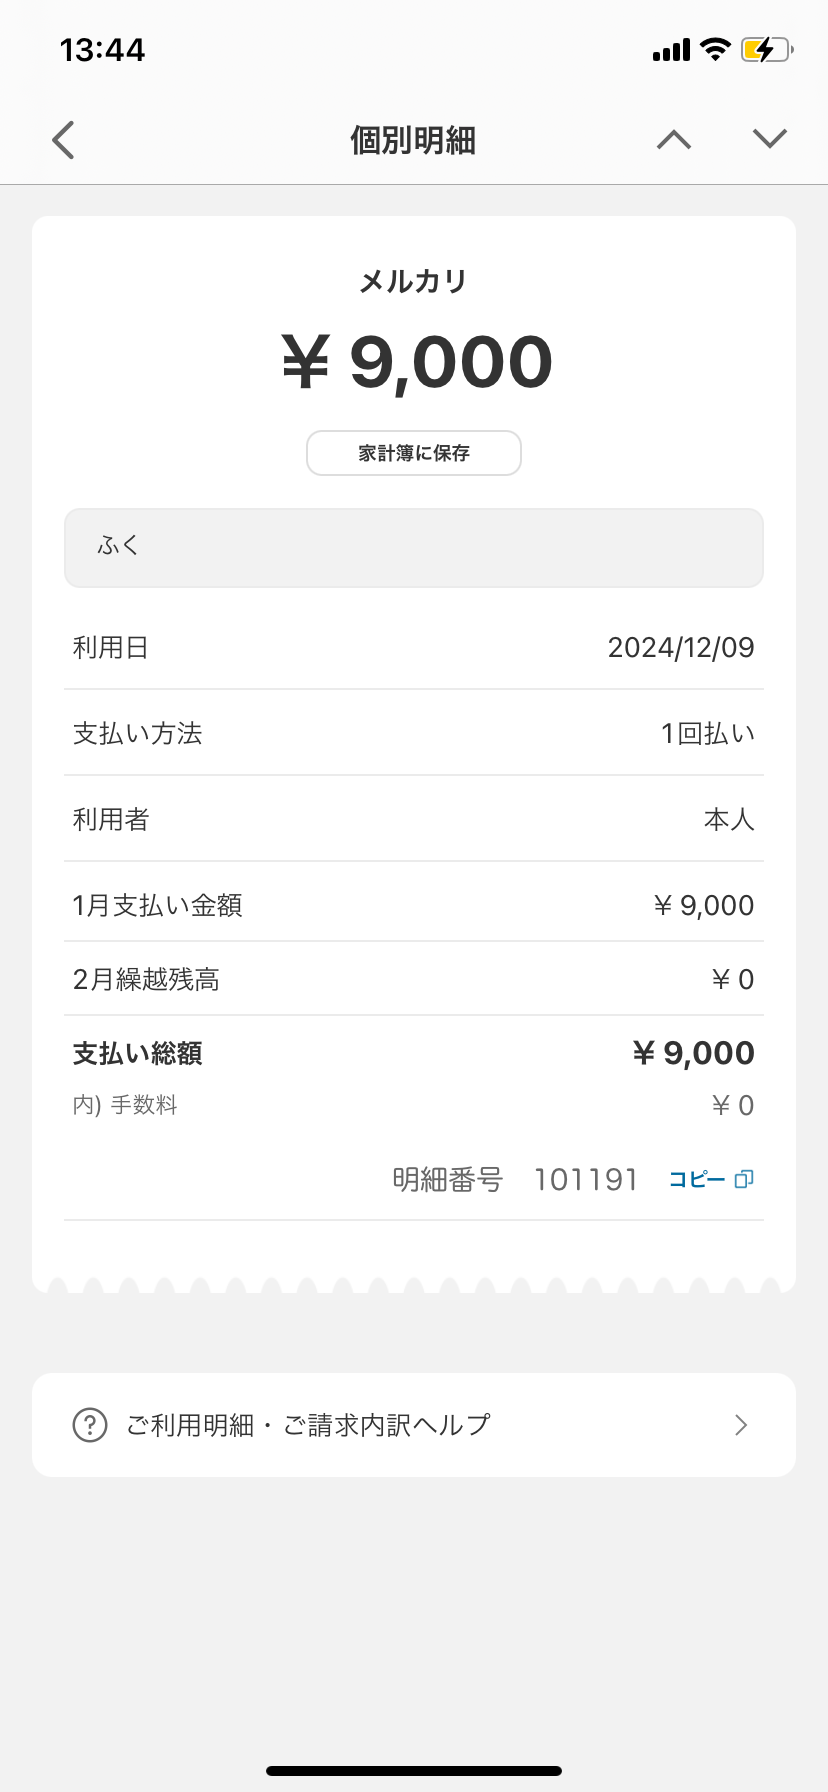 13:44
個別明細
メルカリ
¥ 9,000
家計簿に保存
ふく
利用日 2024/12/09
支払い方法 1回払い
利用者 本人
1月支払い金額 ¥ 9,000
2月繰越残高 ¥ 0
支払い総額 ¥ 9,000
内) 手数料 ¥ 0
明細番号 101191 コピー
ご利用明細・ご請求内訳ヘルプ